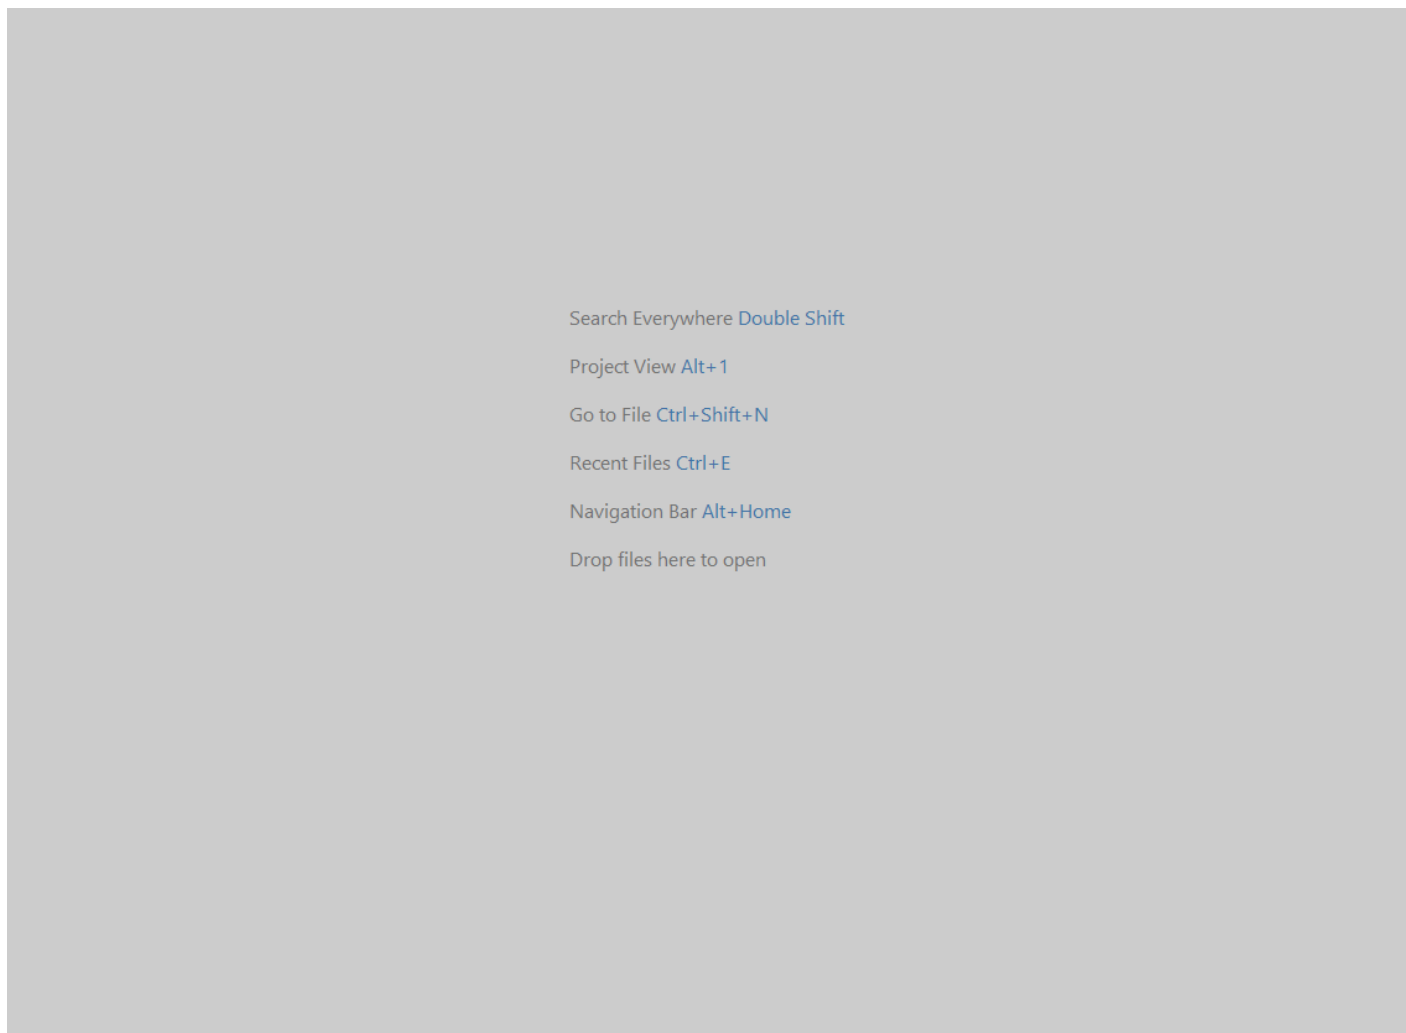 Search Everywhere Double Shift
Project View Alt+1
Go to File Ctrl+Shift+N
Recent Files Ctrl+E
Navigation Bar Alt+Home
Drop files here to open